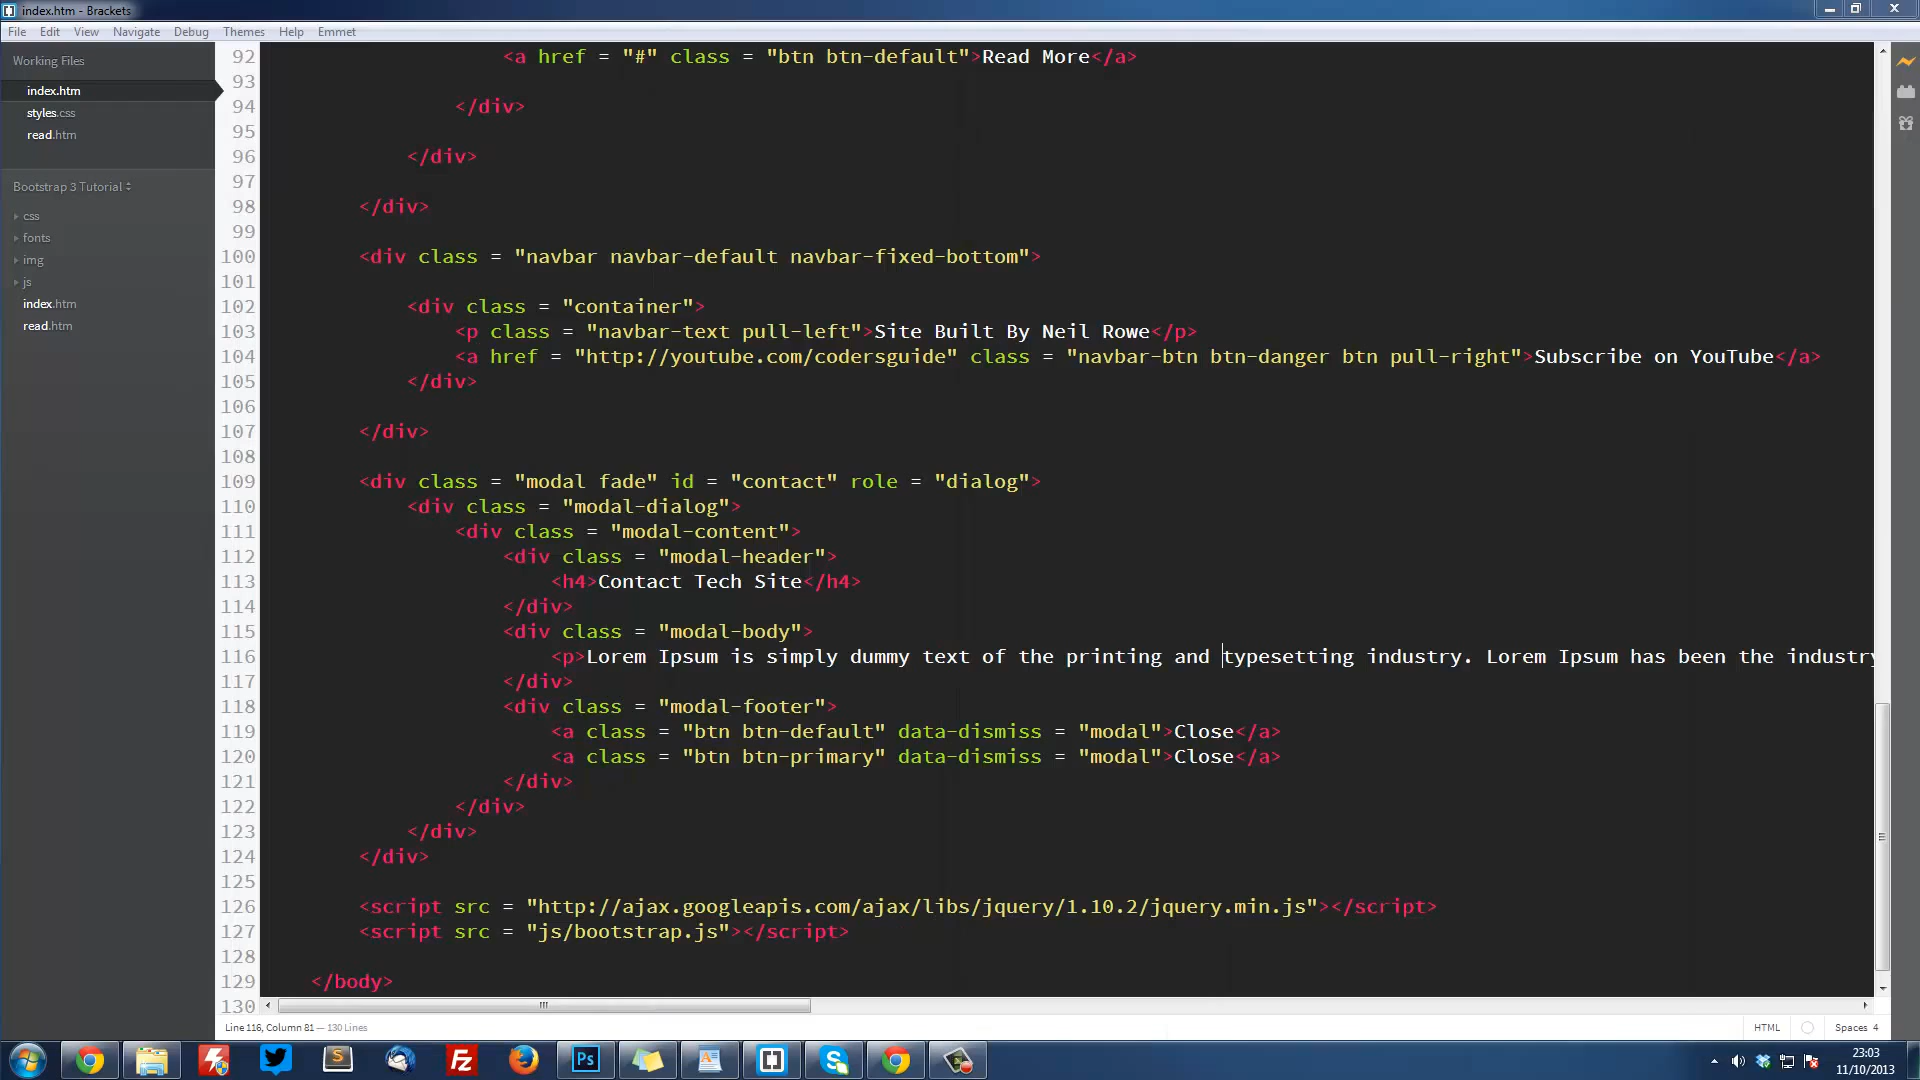 index.htm - Brackets
File Edit View Navigate Debug Themes Help Emmet
Working Files
index.htm
styles.css
read.htm
Bootstrap 3 Tutorial
css
fonts
img
js
index.htm
read.htm
92 <a href = "#" class = "btn btn-default">Read More</a>
93
94 </div>
95
96 </div>
97
98 </div>
99
100 <div class = "navbar navbar-default navbar-fixed-bottom">
101
102 <div class = "container">
103 <p class = "navbar-text pull-left">Site Built By Neil Rowe</p>
104 <a href = "http://youtube.com/codersguide" class = "navbar-btn btn-danger btn pull-right">Subscribe on YouTube</a>
105 </div>
106
107 </div>
108
109 <div class = "modal fade" id = "contact" role = "dialog">
110 <div class = "modal-dialog">
111 <div class = "modal-content">
112 <div class = "modal-header">
113 <h4>Contact Tech Site</h4>
114 </div>
115 <div class = "modal-body">
116 <p>Lorem Ipsum is simply dummy text of the printing and typesetting industry. Lorem Ipsum has been the industry
117 </div>
118 <div class = "modal-footer">
119 <a class = "btn btn-default" data-dismiss = "modal">Close</a>
120 <a class = "btn btn-primary" data-dismiss = "modal">Close</a>
121 </div>
122 </div>
123 </div>
124 </div>
125
126 <script src = "http://ajax.googleapis.com/ajax/libs/jquery/1.10.2/jquery.min.js"></script>
127 <script src = "js/bootstrap.js"></script>
128
129 </body>
130
Line 116, Column 81 — 130 Lines
HTML
Spaces 4
Fz
Ps
23:03
11/10/2013